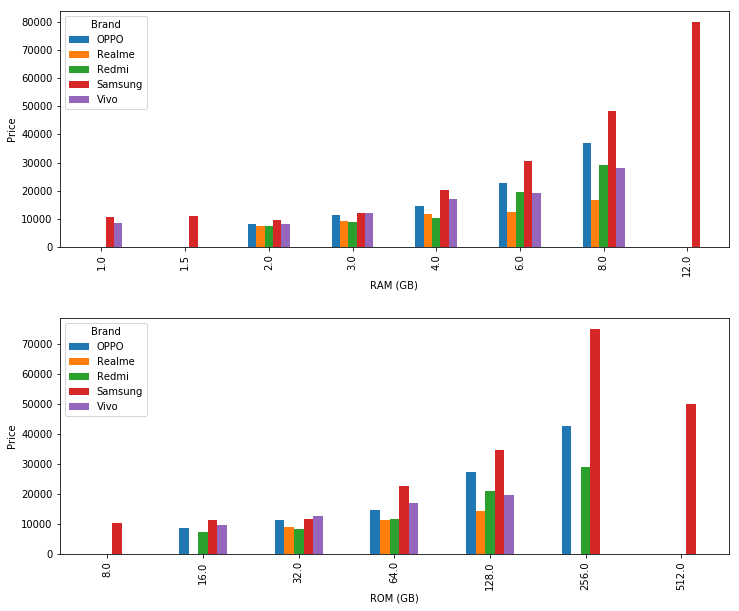 80000
70000
60000
50000
40000
30000
20000
10000
0
Price
Brand
OPPO
Realme
Redmi
Samsung
Vivo
1.0 1.5 2.0 3.0 4.0 6.0 8.0 12.0
RAM (GB)
70000
60000
50000
40000
30000
20000
10000
0
Price
Brand
OPPO
Realme
Redmi
Samsung
Vivo
8.0 16.0 32.0 64.0 128.0 256.0 512.0
ROM (GB)